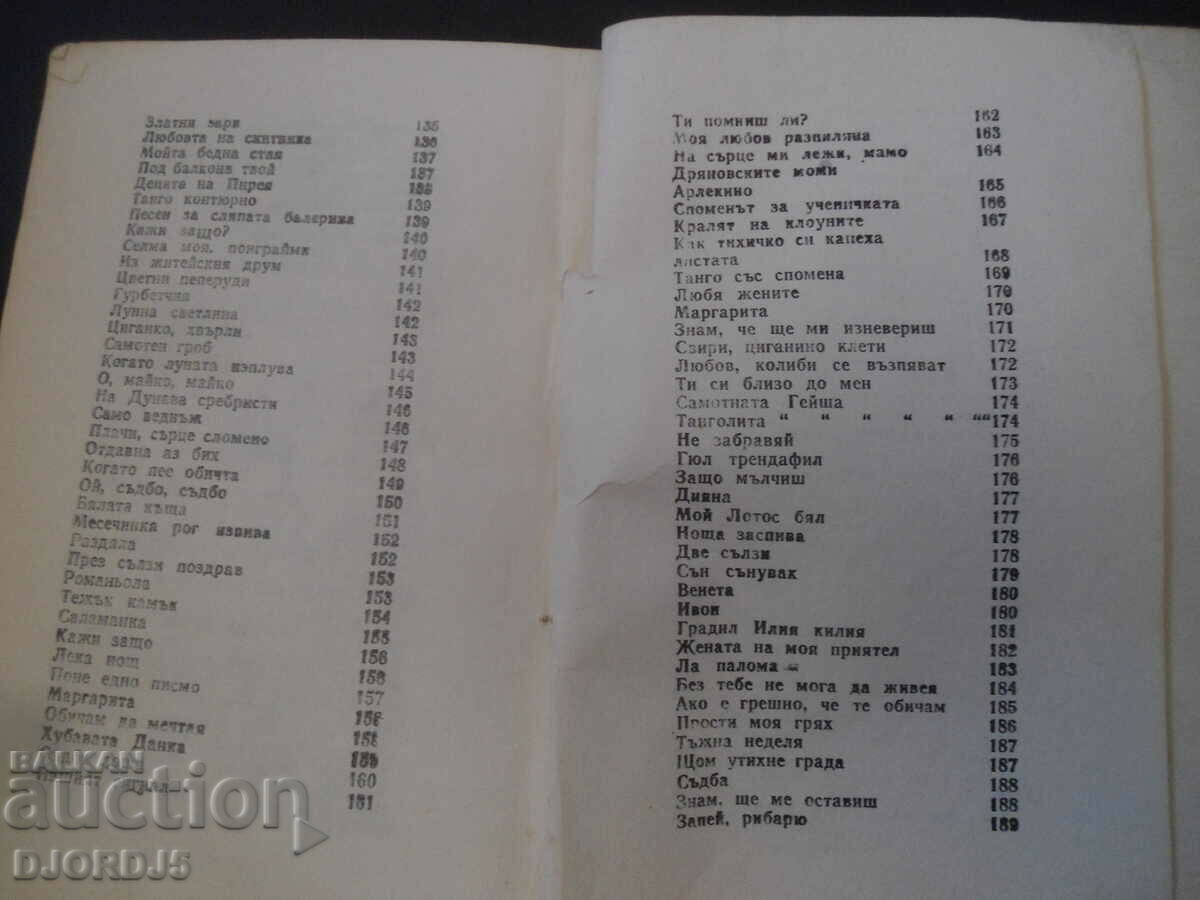 Златни зари 135
Любовта на скитника 136
Мойта бедна стая 137
Под балкона твой 137
Децата на Пирея 138
Танго контюрно 139
Песен за сляпата балерина 139
Кажи защо? 140
Селма моя, поиграйми 140
Из житейския друм 141
Цветни пеперуди 141
Гурбетчия 142
Лунна светлина 142
Циганко, хвърли 143
Самотен гроб 143
Когато луната изплува 144
О, майко, майко 145
На Дунава сребристи 146
Само веднъж 146
Плачи, сърце сломено 147
Отдавна аз бих 148
Когато пее обичта 149
Ой, съдбо, съдбо 150
Бялата къща 151
Месечинка рог извива 152
Раздала 152
През сълзи поздрав 153
Романьола 153
Тежък камък 154
Саламанка 155
Кажи защо 156
Лека нощ 156
Поне едно писмо 157
Маргарита
Обичам да мечтая 158
Хубавата Данка 159
160
161
Ти помниш ли? 162
Моя любов разпиляна 163
На сърце ми лежи, мамо 164
Дряновските моми
Арлекино 165
Споменът за ученичката 166
Кралят на клоуните 167
Как тихичко си капеха
листата 168
Танго със спомена 169
Любя жените 170
Маргарита 170
Знам, че ще ми изневериш 171
Свири, циганино клети 172
Любов, колиби се възпяват 172
Ти си близо до мен 173
Самотната Гейша 174
Танголита “ “ “ “ “ ““174
Не забравяй 175
Гюл трендафил 176
Защо мълчиш 176
Дияна 177
Мой Лотос бял 177
Ноща заспива 178
Две сълзи 178
Сън сънувак 179
Венета 180
Ивон 180
Градил Илия килия 181
Жената на моя приятел 182
Ла палома – 183
Без тебе не мога да живея 184
Ако е грешно, че те обичам 185
Прости моя грях 186
Тъжна неделя 187
Щом утихне града 187
Съдба 188
Знам, ще ме оставиш 188
Запей, рибарю 189
BALKAN
auction
DJORDJ5